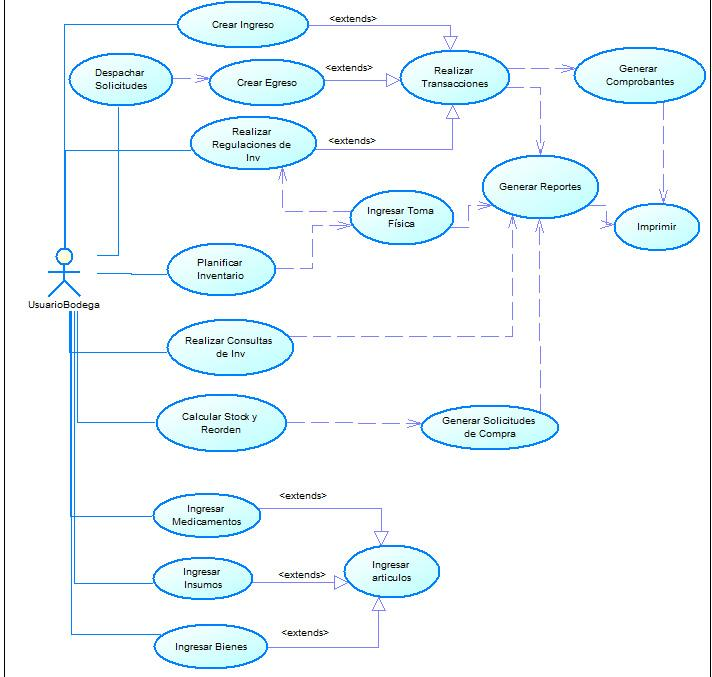 Crear Ingreso
<extends>
Despachar
Solicitudes
Crear Egreso
<extends>
Realizar
Transacciones
Generar
Comprobantes
Realizar
Regulaciones de
Inv
<extends>
Generar Reportes
Ingresar Toma
Física
Imprimir
Planificar
Inventario
UsuarioBodega
Realizar Consultas
de Inv
Calcular Stock y
Reorden
Generar Solicitudes
de Compra
Ingresar
Medicamentos
<extends>
Ingresar
Insumos
<extends>
Ingresar
articulos
Ingresar Bienes
<extends>